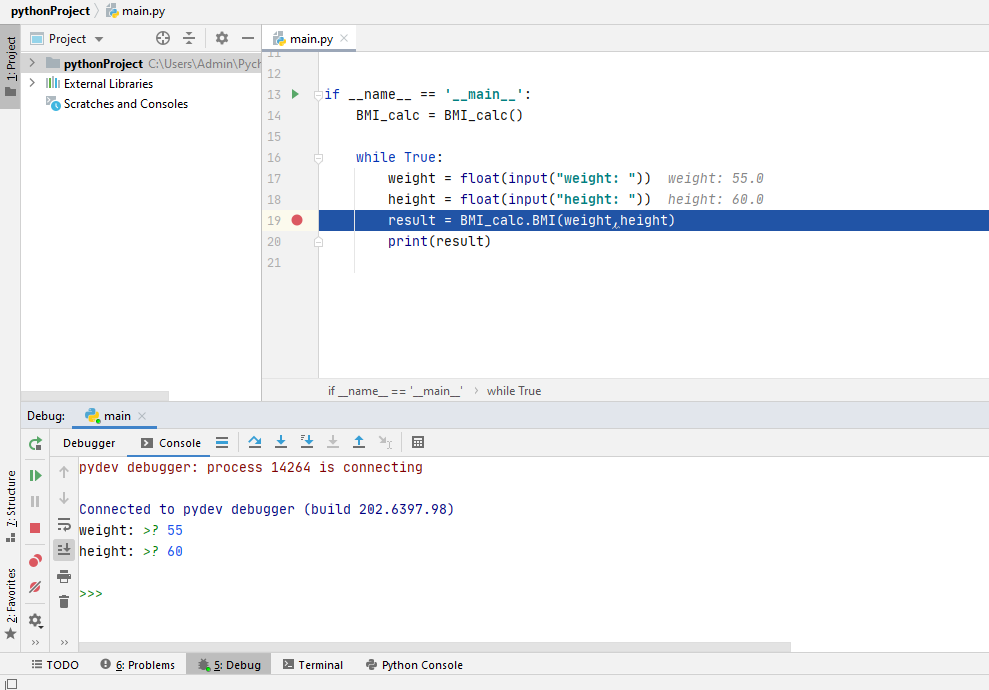 pythonProject main.py
1: Project
Project
main.py
pythonProject C:\Users\Admin\Pych
External Libraries
Scratches and Consoles
11
12
13 if __name__ == '__main__':
14 BMI_calc = BMI_calc()
15
16 while True:
17 weight = float(input("weight: ")) weight: 55.0
18 height = float(input("height: ")) height: 60.0
19 result = BMI_calc.BMI(weight,height)
20 print(result)
21
if __name__ == '__main__' › while True
Debug: main
Debugger Console
pydev debugger: process 14264 is connecting
Connected to pydev debugger (build 202.6397.98)
weight: >? 55
height: >? 60
>>>
Z: Structure
2: Favorites
TODO 6: Problems 5: Debug Terminal Python Console